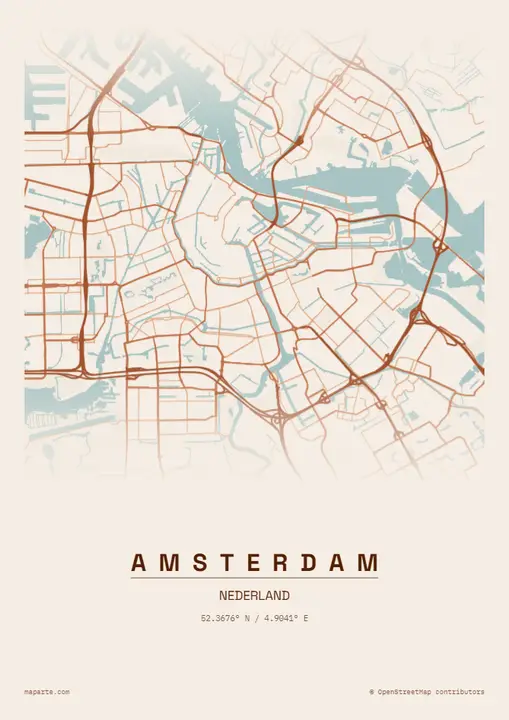 AMSTERDAM
NEDERLAND
52.3676° N / 4.9041° E
maparte.com
© OpenStreetMap contributors